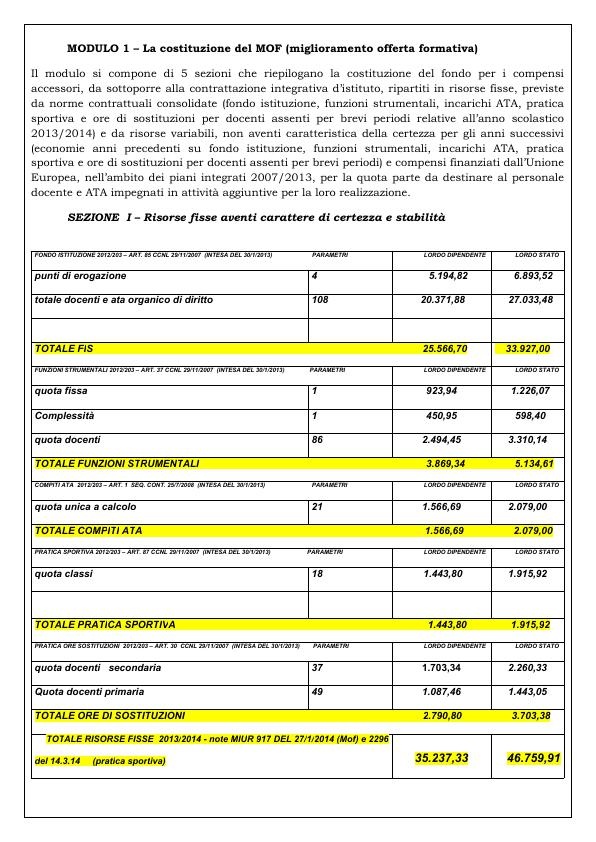 MODULO 1 – La costituzione del MOF (miglioramento offerta formativa)
Il modulo si compone di 5 sezioni che riepilogano la costituzione del fondo per i compensi
accessori, da sottoporre alla contrattazione integrativa d'istituto, ripartiti in risorse fisse, previste
da norme contrattuali consolidate (fondo istituzione, funzioni strumentali, incarichi ATA, pratica
sportiva e ore di sostituzioni per docenti assenti per brevi periodi relative all'anno scolastico
2013/2014) e da risorse variabili, non aventi caratteristica della certezza per gli anni successivi
(economie anni precedenti su fondo istituzione, funzioni strumentali, incarichi ATA, pratica
sportiva e ore di sostituzioni per docenti assenti per brevi periodi) e compensi finanziati dall'Unione
Europea, nell'ambito dei piani integrati 2007/2013, per la quota parte da destinare al personale
docente e ATA impegnati in attività aggiuntive per la loro realizzazione.
SEZIONE I – Risorse fisse aventi carattere di certezza e stabilità
FONDO ISTITUZIONE 2012/203 – ART. 85 CCNL 29/11/2007 (INTESA DEL 30/1/2013) PARAMETRI LORDO DIPENDENTE LORDO STATO
punti di erogazione 4 5.194,82 6.893,52
totale docenti e ata organico di diritto 108 20.371,88 27.033,48
TOTALE FIS 25.566,70 33.927,00
FUNZIONI STRUMENTALI 2012/203 – ART. 37 CCNL 29/11/2007 (INTESA DEL 30/1/2013) PARAMETRI LORDO DIPENDENTE LORDO STATO
quota fissa 1 923,94 1.226,07
Complessità 1 450,95 598,40
quota docenti 86 2.494,45 3.310,14
TOTALE FUNZIONI STRUMENTALI 3.869,34 5.134,61
COMPITI ATA 2012/203 – ART. 1 SEQ. CONT. 25/7/2008 (INTESA DEL 30/1/2013) PARAMETRI LORDO DIPENDENTE LORDO STATO
quota unica a calcolo 21 1.566,69 2.079,00
TOTALE COMPITI ATA 1.566,69 2.079,00
PRATICA SPORTIVA 2012/203 – ART. 87 CCNL 29/11/2007 (INTESA DEL 30/1/2013) PARAMETRI LORDO DIPENDENTE LORDO STATO
quota classi 18 1.443,80 1.915,92
TOTALE PRATICA SPORTIVA 1.443,80 1.915,92
PRATICA ORE SOSTITUZIONI 2012/203 – ART. 30 CCNL 29/11/2007 (INTESA DEL 30/1/2013) PARAMETRI LORDO DIPENDENTE LORDO STATO
quota docenti secondaria 37 1.703,34 2.260,33
Quota docenti primaria 49 1.087,46 1.443,05
TOTALE ORE DI SOSTITUZIONI 2.790,80 3.703,38
TOTALE RISORSE FISSE 2013/2014 - note MIUR 917 DEL 27/1/2014 (Mof) e 2296
del 14.3.14 (pratica sportiva) 35.237,33 46.759,91